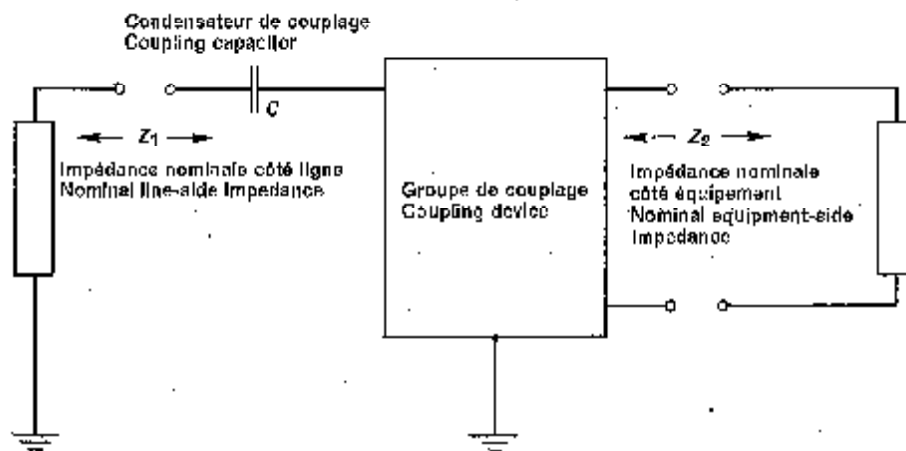 Condensateur de couplage
Coupling capacitor
C
Z1
Impédance nominale côté ligne
Nominal line-side impedance
Groupe de couplage
Coupling device
Z2
Impédance nominale
côté équipement
Nominal equipment-side
Impedance